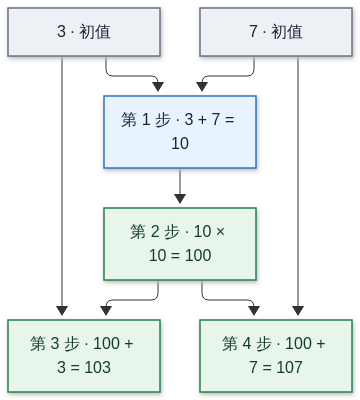 3 · 初值
7 · 初值
第 1 步 · 3 + 7 =
10
第 2 步 · 10 ×
10 = 100
第 3 步 · 100 +
3 = 103
第 4 步 · 100 +
7 = 107